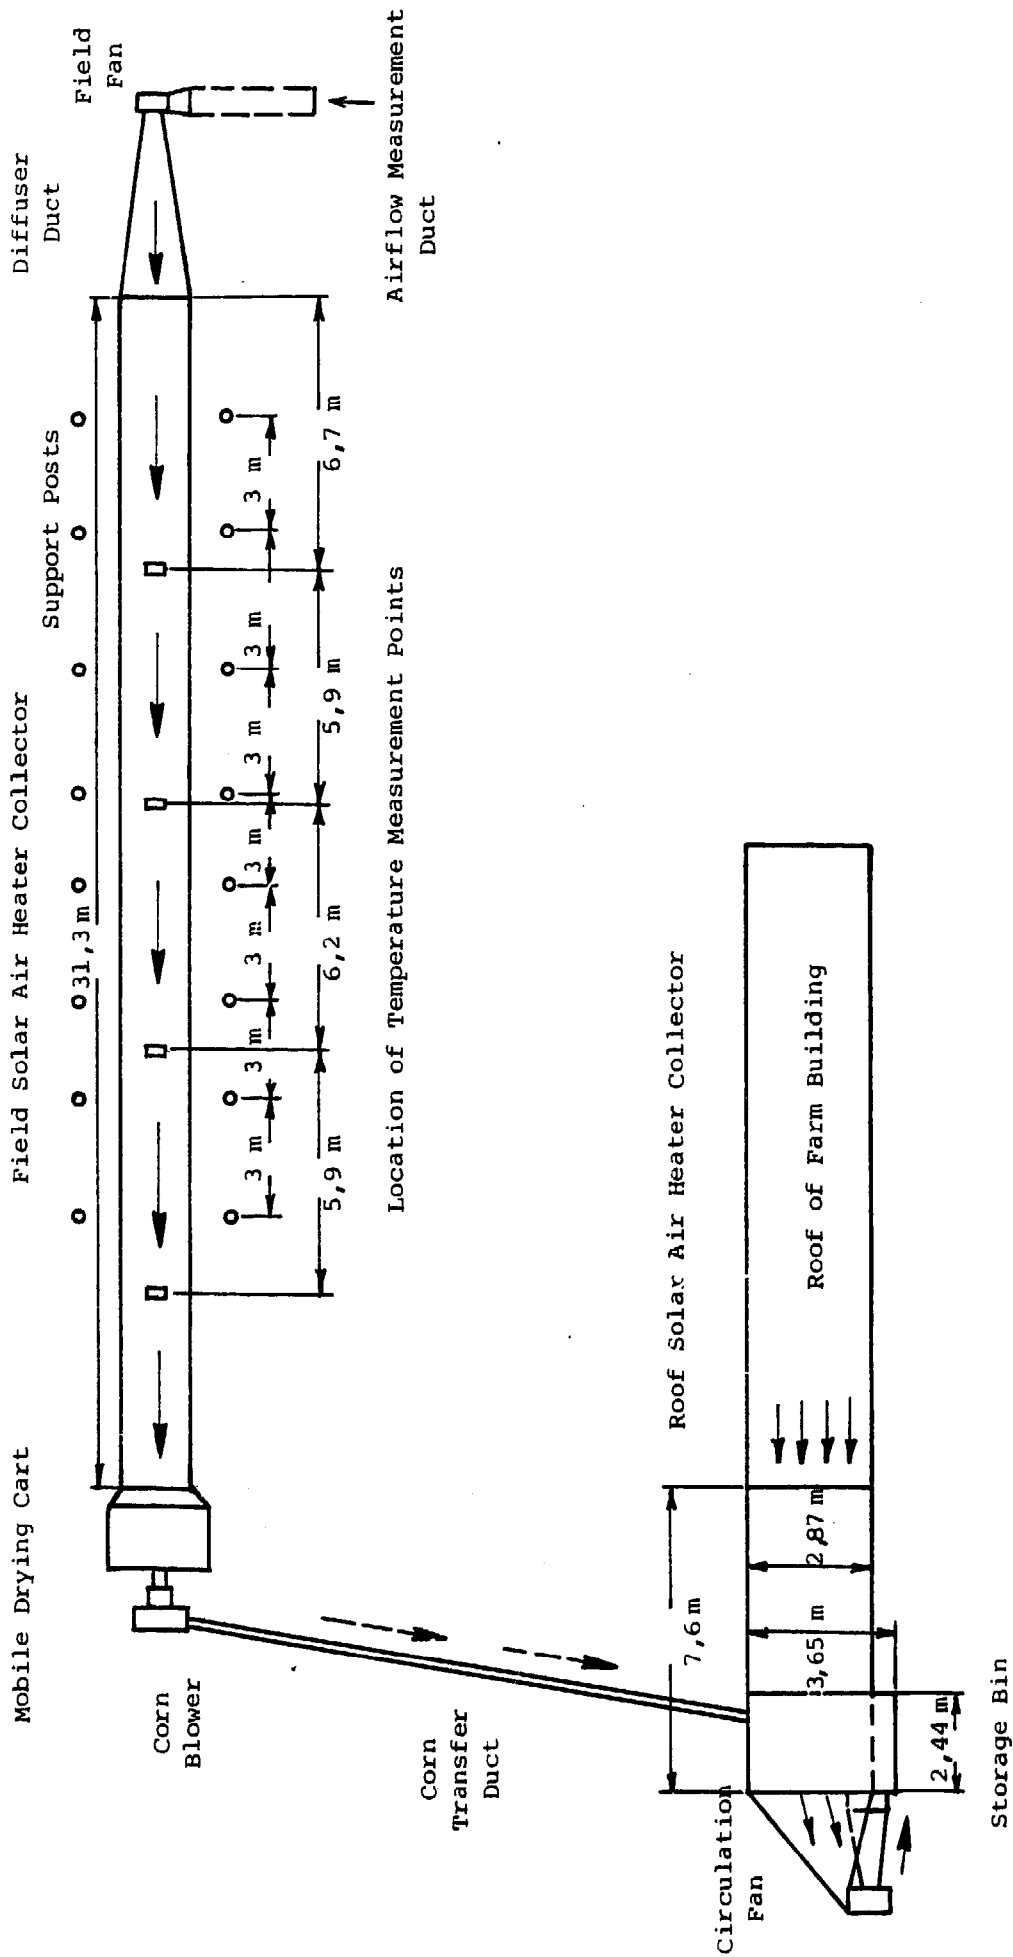 Mobile Drying Cart
Field Solar Air Heater Collector
Diffuser
Duct
Field
Fan
Support Posts
31,3 m
Corn
Blower
3 m
3 m
3 m
3 m
3 m
3 m
3 m
5,9 m
6,2 m
5,9 m
6,7 m
Location of Temperature Measurement Points
Airflow Measurement
Duct
Corn
Transfer
Duct
Roof Solar Air Heater Collector
7,6 m
Circulation
Fan
3,65 m
2,87 m
Roof of Farm Building
2,44 m
Storage Bin